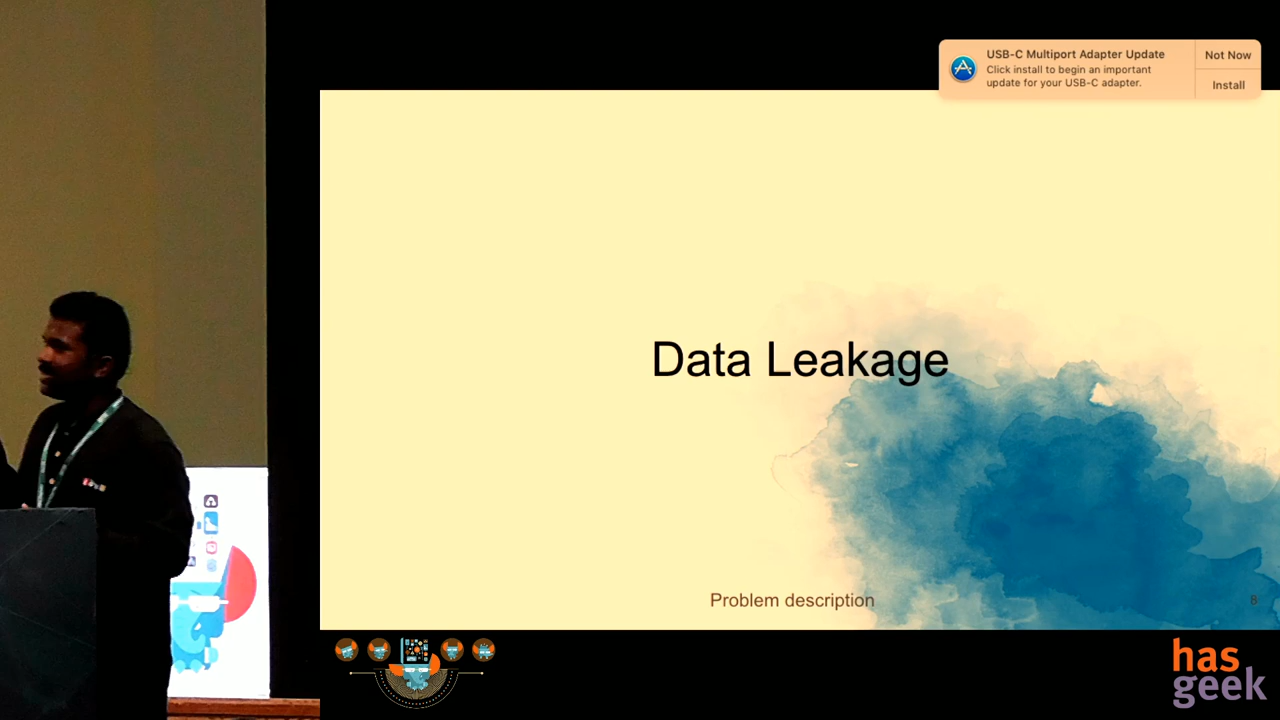 USB-C Multiport Adapter Update
Click install to begin an important
update for your USB-C adapter.
Not Now
Install
Data Leakage
Problem description
8
has
geek